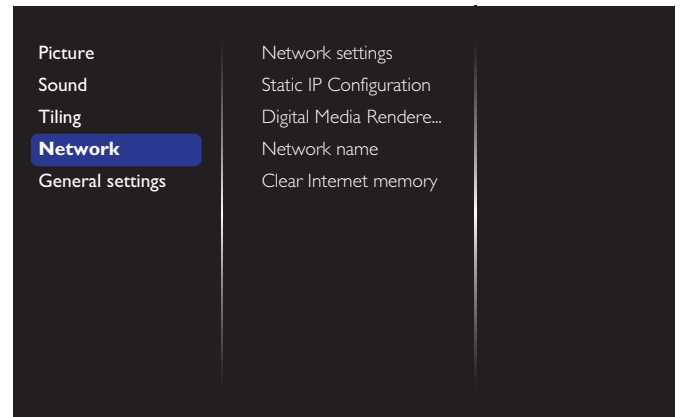 Picture
Sound
Tiling
Network
General settings
Network settings
Static IP Configuration
Digital Media Rendere...
Network name
Clear Internet memory